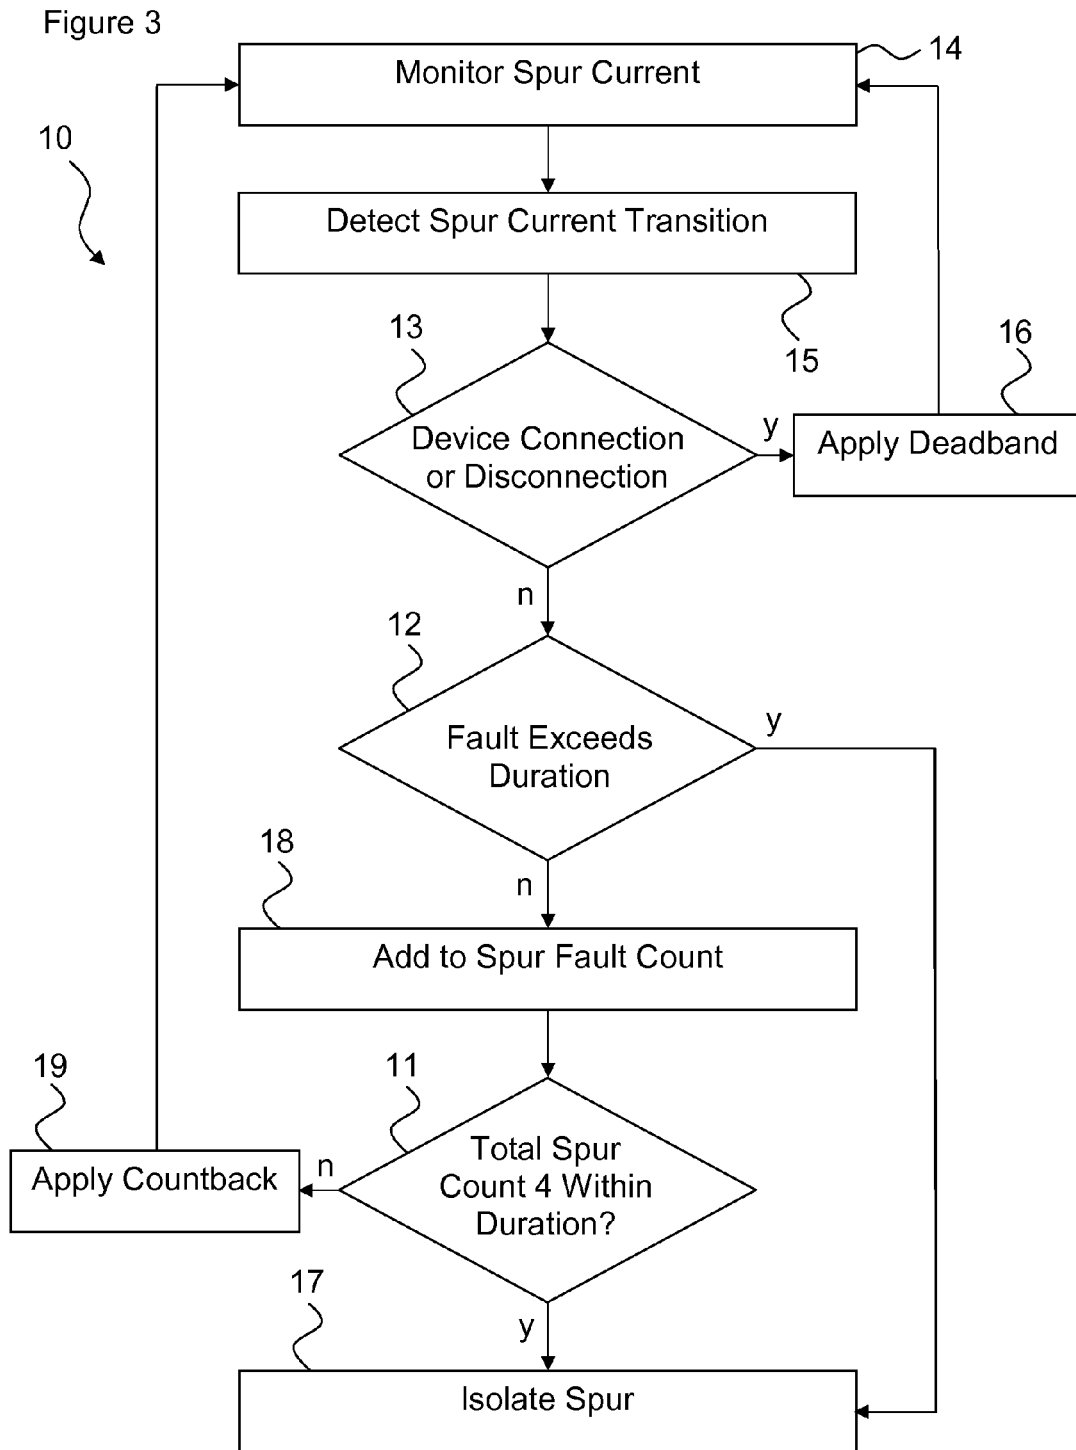 Figure 3
Monitor Spur Current
14
10
Detect Spur Current Transition
15
13
16
Device Connection
or Disconnection
y
Apply Deadband
n
12
Fault Exceeds
Duration
y
n
18
Add to Spur Fault Count
19
11
Apply Countback
n
Total Spur
Count 4 Within
Duration?
17
y
Isolate Spur